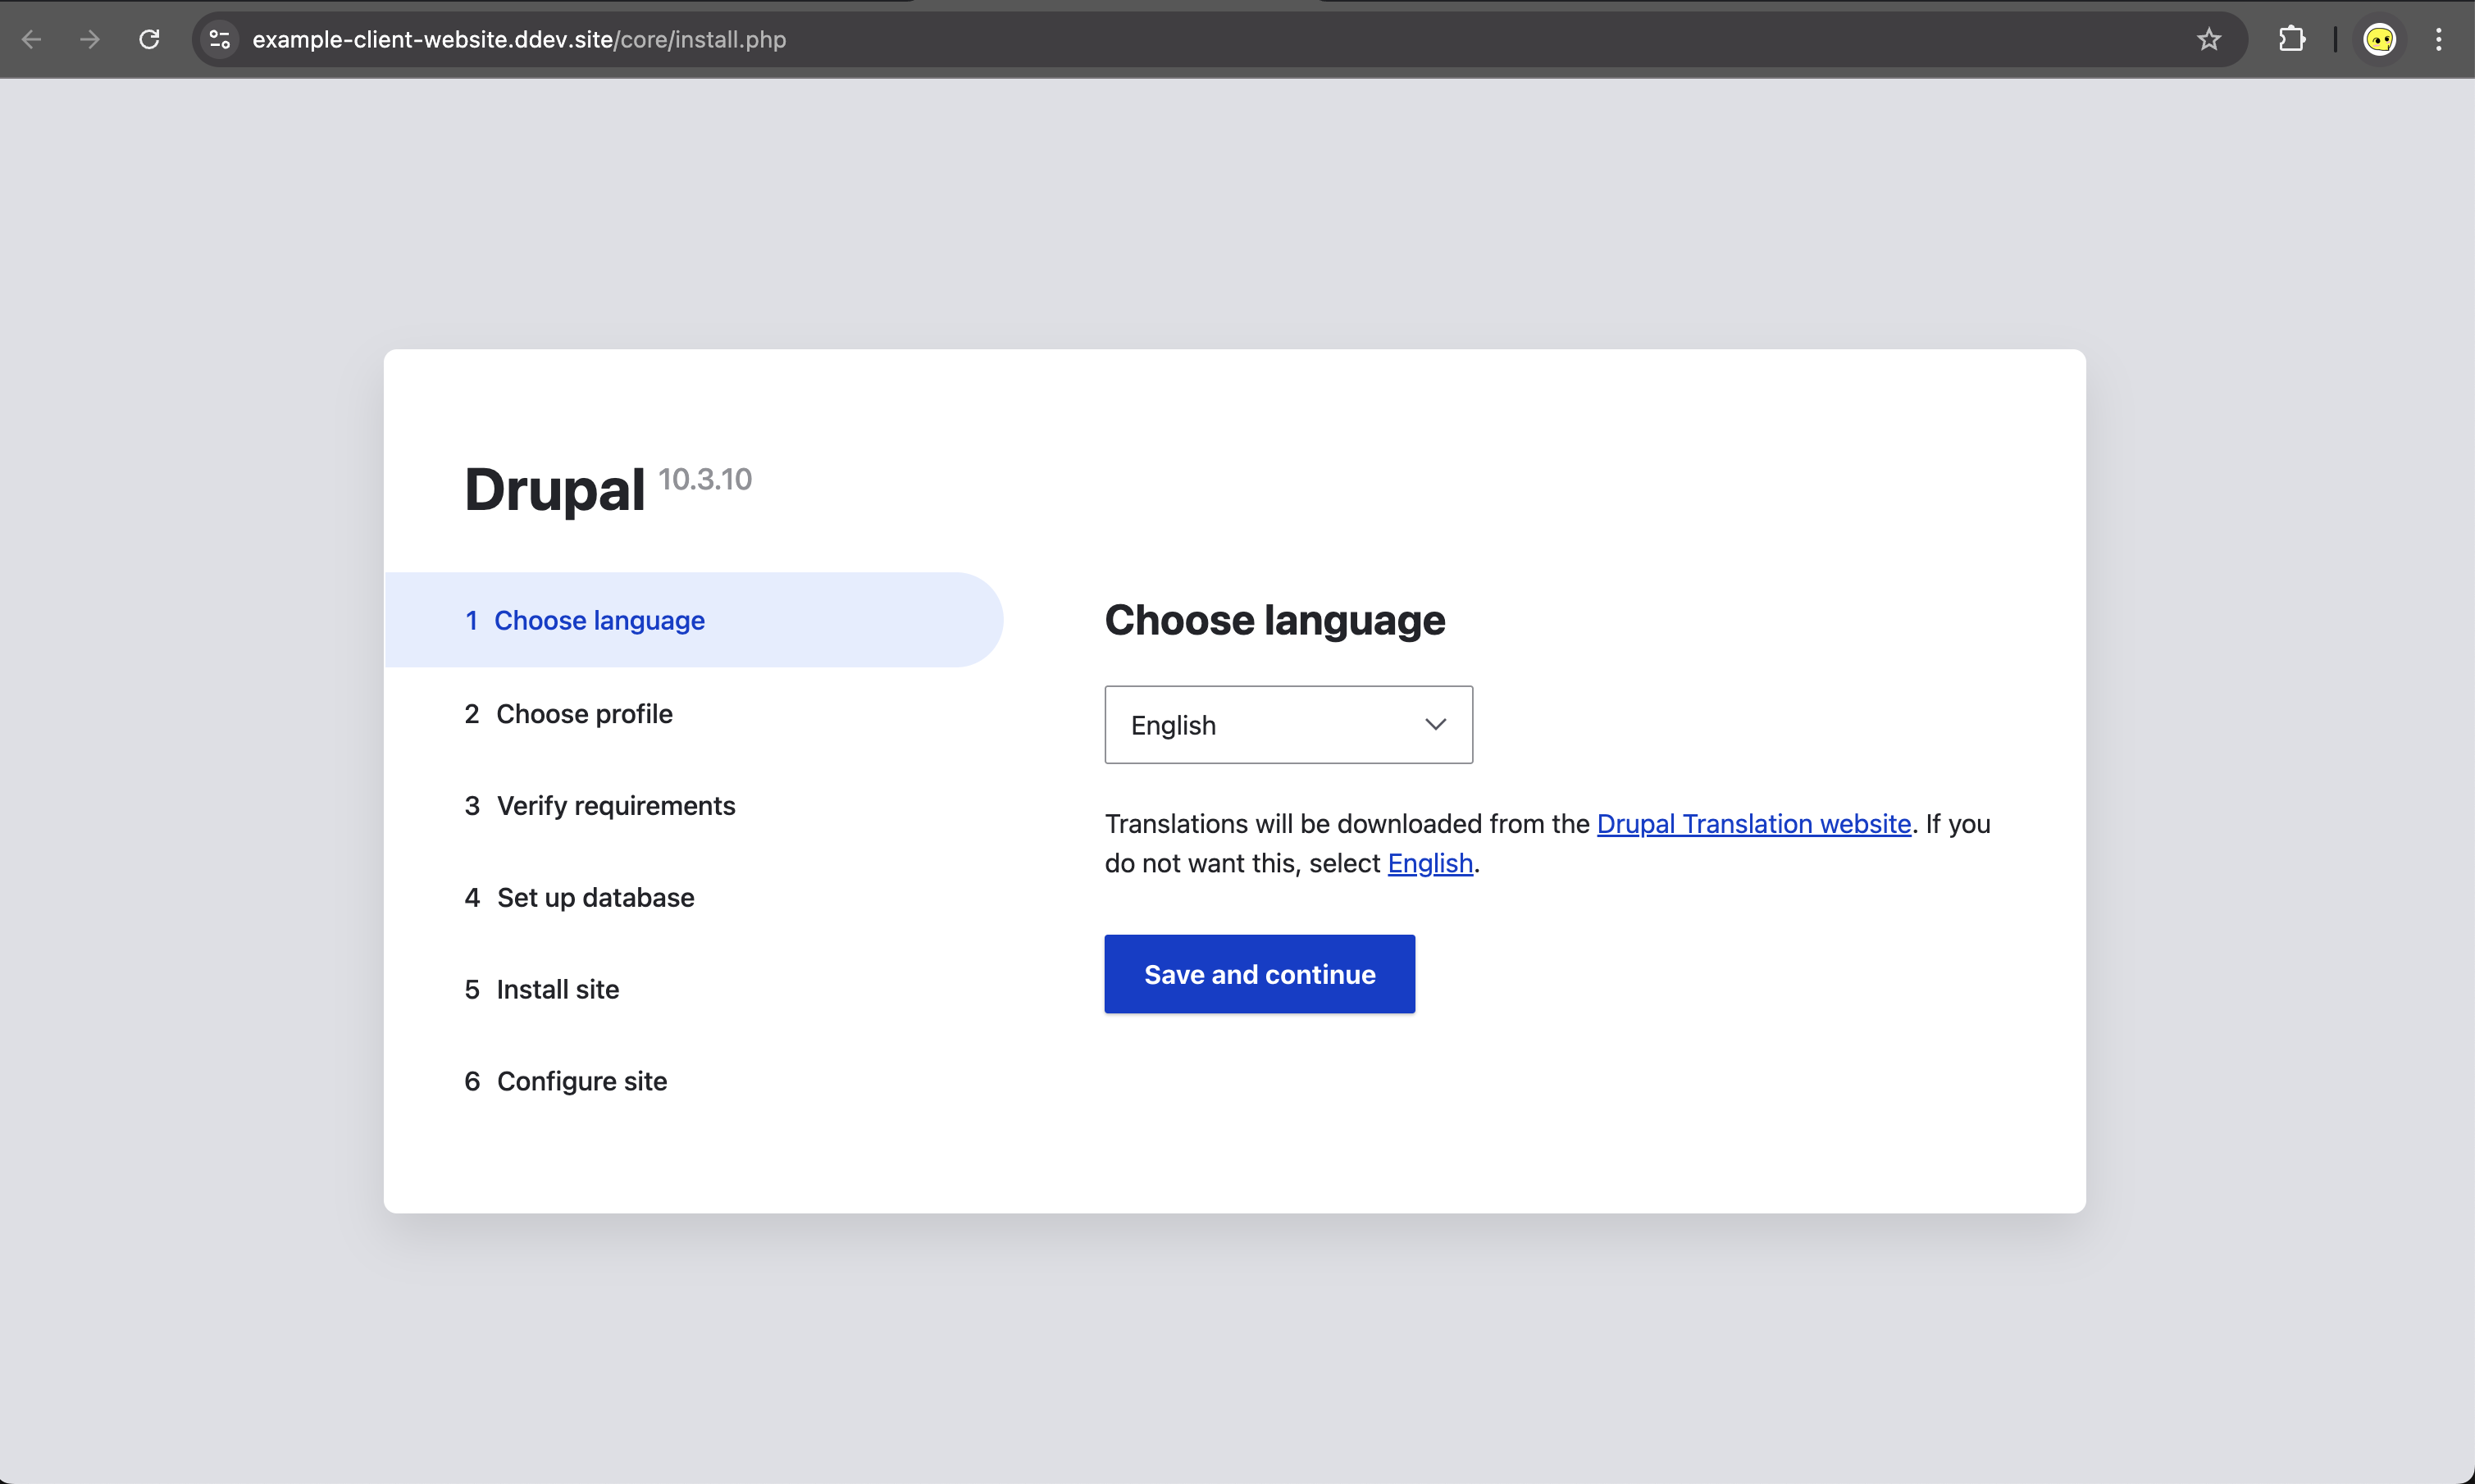 example-client-website.ddev.site/core/install.php
Drupal 10.3.10
1 Choose language
2 Choose profile
3 Verify requirements
4 Set up database
5 Install site
6 Configure site
Choose language
English
Translations will be downloaded from the Drupal Translation website. If you
do not want this, select English.
Save and continue